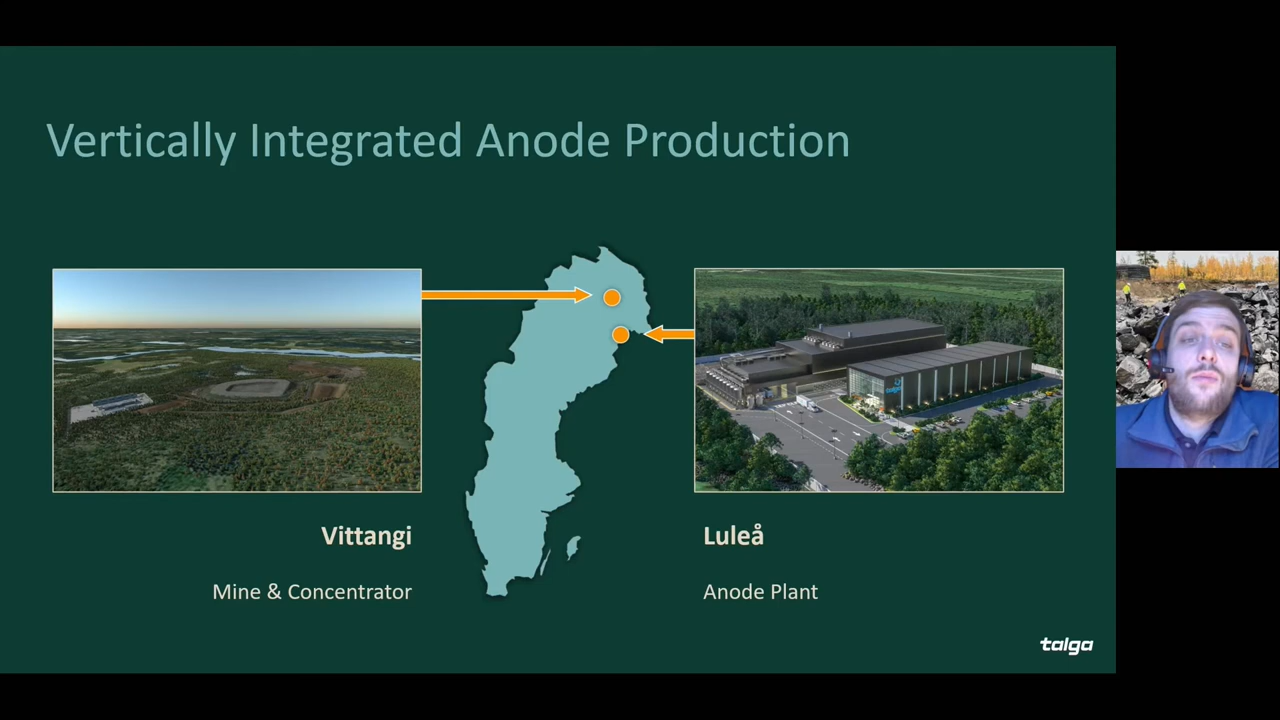 Vertically Integrated Anode Production
Vittangi
Mine & Concentrator
Luleå
Anode Plant
talga